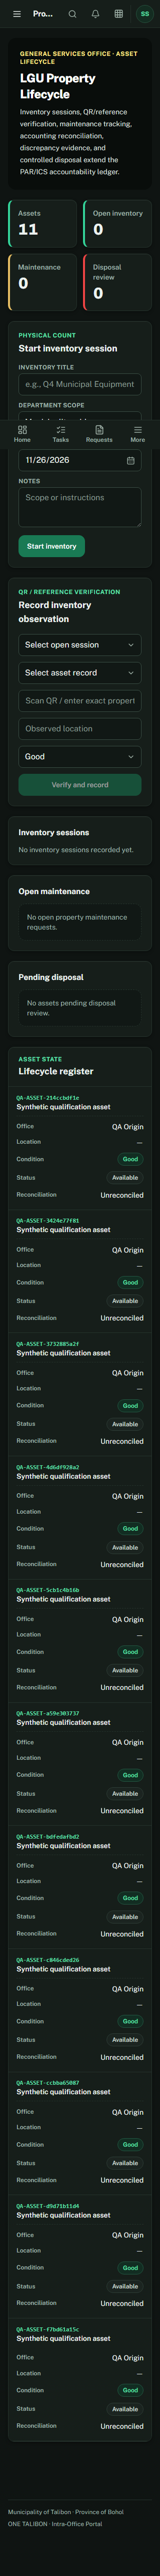 Pro...
SS
GENERAL SERVICES OFFICE · ASSET
LIFECYCLE
LGU Property
Lifecycle
Inventory sessions, QR/reference
verification, maintenance tracking,
accounting reconciliation,
discrepancy evidence, and
controlled disposal extend the
PAR/ICS accountability ledger.
Assets
11
Open inventory
0
Maintenance
0
Disposal
review
0
PHYSICAL COUNT
Start inventory session
INVENTORY TITLE
e.g., Q4 Municipal Equipment
DEPARTMENT SCOPE
Home
Tasks
Requests
More
11/26/2026
NOTES
Scope or instructions
Start inventory
QR / REFERENCE VERIFICATION
Record inventory
observation
Select open session
Select asset record
Scan QR / enter exact propert
Observed location
Good
Verify and record
Inventory sessions
No inventory sessions recorded yet.
Open maintenance
No open property maintenance
requests.
Pending disposal
No assets pending disposal
review.
ASSET STATE
Lifecycle register
QA-ASSET-214ccbdf1e
Synthetic qualification asset
Office QA Origin
Location —
Condition Good
Status Available
Reconciliation Unreconciled
QA-ASSET-3424e77f81
Synthetic qualification asset
Office QA Origin
Location —
Condition Good
Status Available
Reconciliation Unreconciled
QA-ASSET-3732885a2f
Synthetic qualification asset
Office QA Origin
Location —
Condition Good
Status Available
Reconciliation Unreconciled
QA-ASSET-4d6df928a2
Synthetic qualification asset
Office QA Origin
Location —
Condition Good
Status Available
Reconciliation Unreconciled
QA-ASSET-5cb1c4b16b
Synthetic qualification asset
Office QA Origin
Location —
Condition Good
Status Available
Reconciliation Unreconciled
QA-ASSET-a59e303737
Synthetic qualification asset
Office QA Origin
Location —
Condition Good
Status Available
Reconciliation Unreconciled
QA-ASSET-bdfedafbd2
Synthetic qualification asset
Office QA Origin
Location —
Condition Good
Status Available
Reconciliation Unreconciled
QA-ASSET-c846cded26
Synthetic qualification asset
Office QA Origin
Location —
Condition Good
Status Available
Reconciliation Unreconciled
QA-ASSET-ccbba65087
Synthetic qualification asset
Office QA Origin
Location —
Condition Good
Status Available
Reconciliation Unreconciled
QA-ASSET-d9d71b11d4
Synthetic qualification asset
Office QA Origin
Location —
Condition Good
Status Available
Reconciliation Unreconciled
QA-ASSET-f7bd61a15c
Synthetic qualification asset
Office QA Origin
Location —
Condition Good
Status Available
Reconciliation Unreconciled
Municipality of Talibon · Province of Bohol
ONE TALIBON · Intra-Office Portal